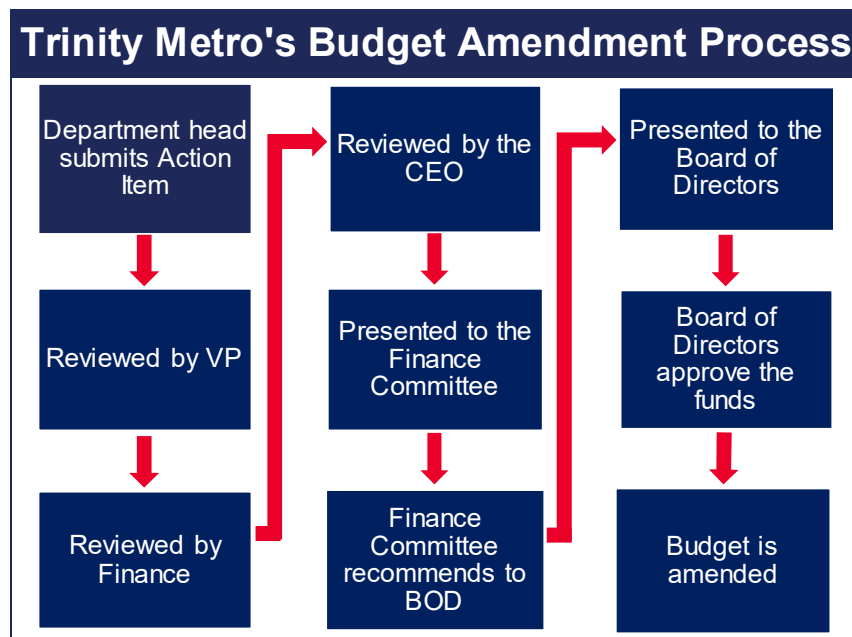 Trinity Metro's Budget Amendment Process
Department head
submits Action
Item
Reviewed by VP
Reviewed by
Finance
Reviewed by the
CEO
Presented to the
Finance
Committee
Finance
Committee
recommends to
BOD
Presented to the
Board of
Directors
Board of
Directors
approve the
funds
Budget is
amended